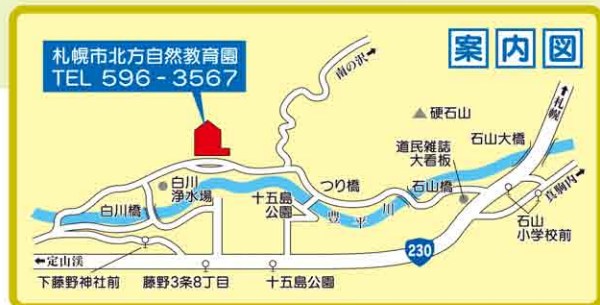 案内図
札幌市北方自然教育園
TEL 596-3567
南の沢
札幌
硬石山
石山大橋
道民雑誌
大看板
真駒内
白川
浄水場
つり橋
石山橋
十五島
公園
白川橋
豊平川
石山
小学校前
230
定山渓
下藤野神社前
藤野3条8丁目
十五島公園